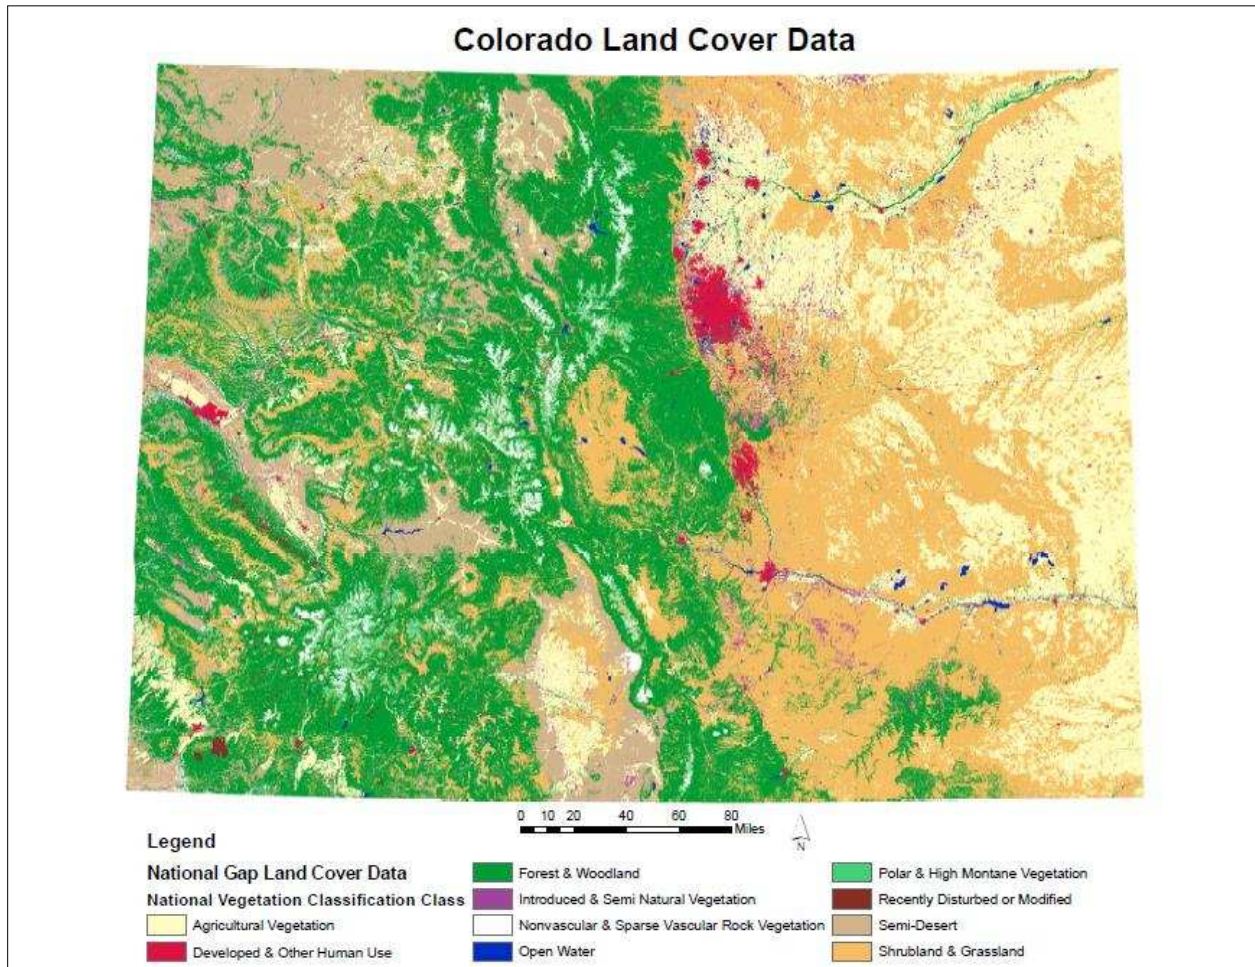 Colorado Land Cover Data
0 10 20 40 60 80
Miles
N
Legend
National Gap Land Cover Data
National Vegetation Classification Class
Agricultural Vegetation
Developed & Other Human Use
Forest & Woodland
Introduced & Semi Natural Vegetation
Nonvascular & Sparse Vascular Rock Vegetation
Open Water
Polar & High Montane Vegetation
Recently Disturbed or Modified
Semi-Desert
Shrubland & Grassland